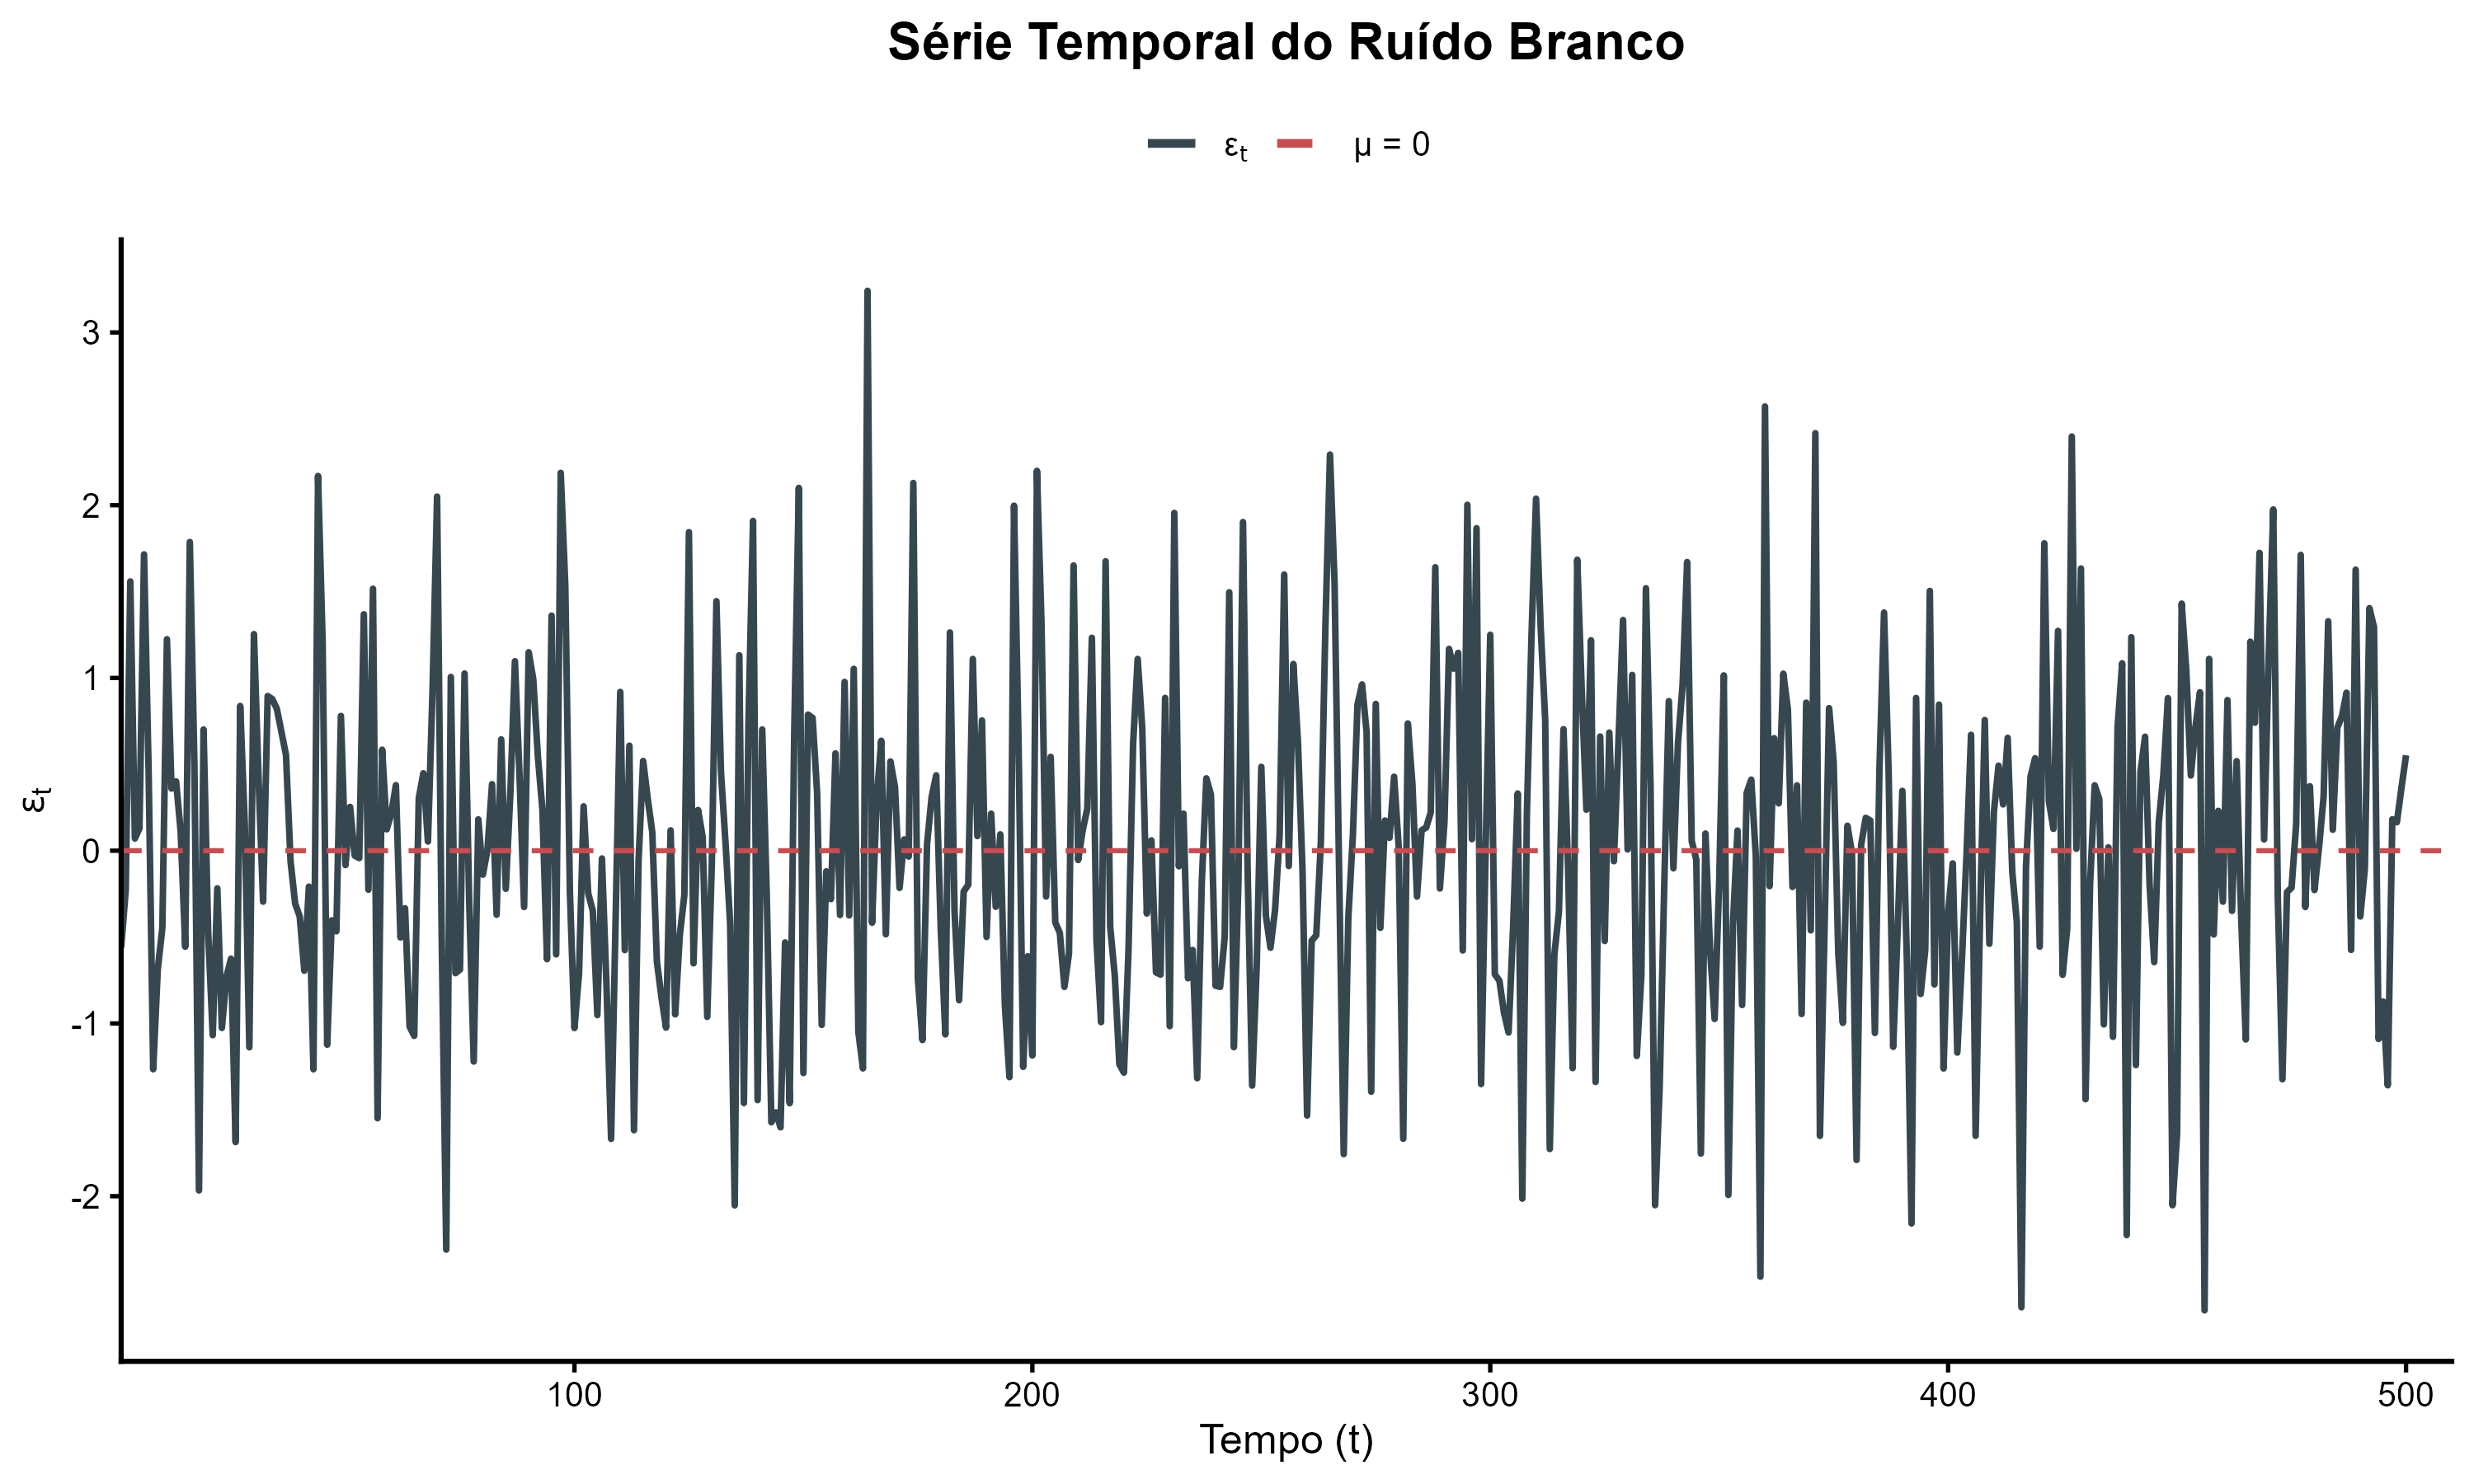 Série Temporal do Ruído Branco
εt μ = 0
3
2
1
0
-1
-2
εt
100 200 300 400 500
Tempo (t)